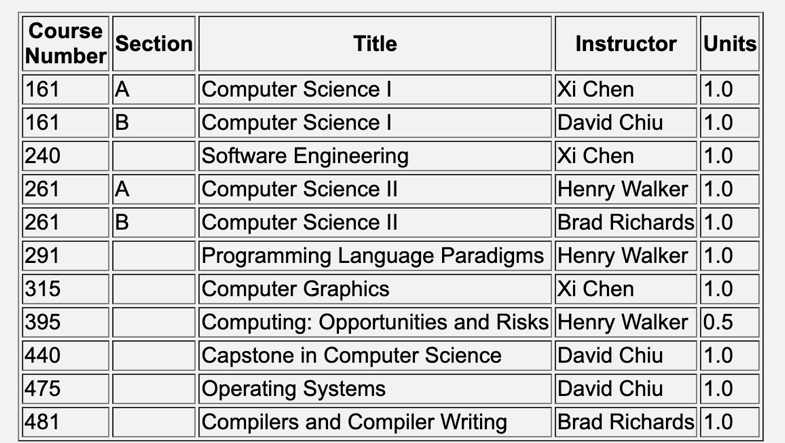 Course Number Section Title Instructor Units
161 A Computer Science I Xi Chen 1.0
161 B Computer Science I David Chiu 1.0
240 Software Engineering Xi Chen 1.0
261 A Computer Science II Henry Walker 1.0
261 B Computer Science II Brad Richards 1.0
291 Programming Language Paradigms Henry Walker 1.0
315 Computer Graphics Xi Chen 1.0
395 Computing: Opportunities and Risks Henry Walker 0.5
440 Capstone in Computer Science David Chiu 1.0
475 Operating Systems David Chiu 1.0
481 Compilers and Compiler Writing Brad Richards 1.0